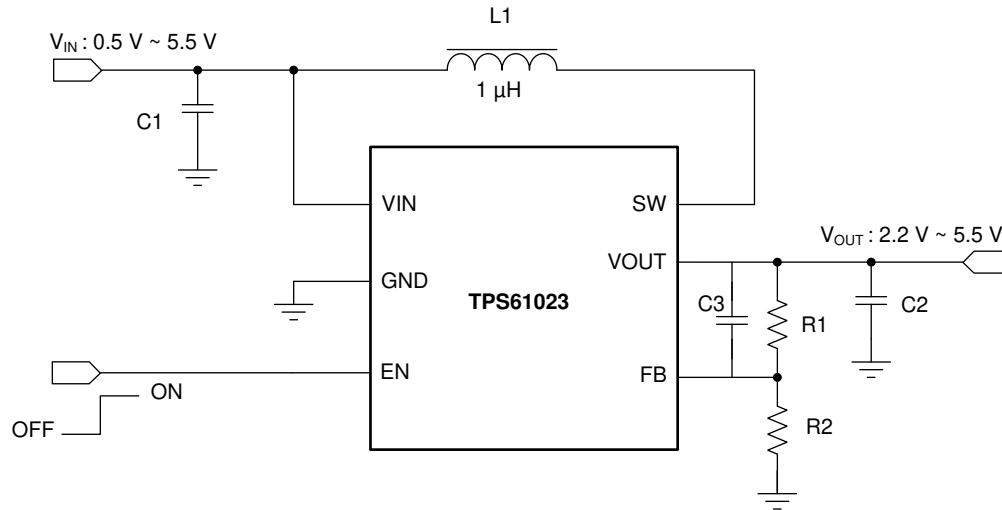 L1
V_IN : 0.5 V ~ 5.5 V
1 µH
C1
VIN
SW
V_OUT : 2.2 V ~ 5.5 V
VOUT
GND
TPS61023
C3
R1
C2
EN
FB
ON
OFF
R2